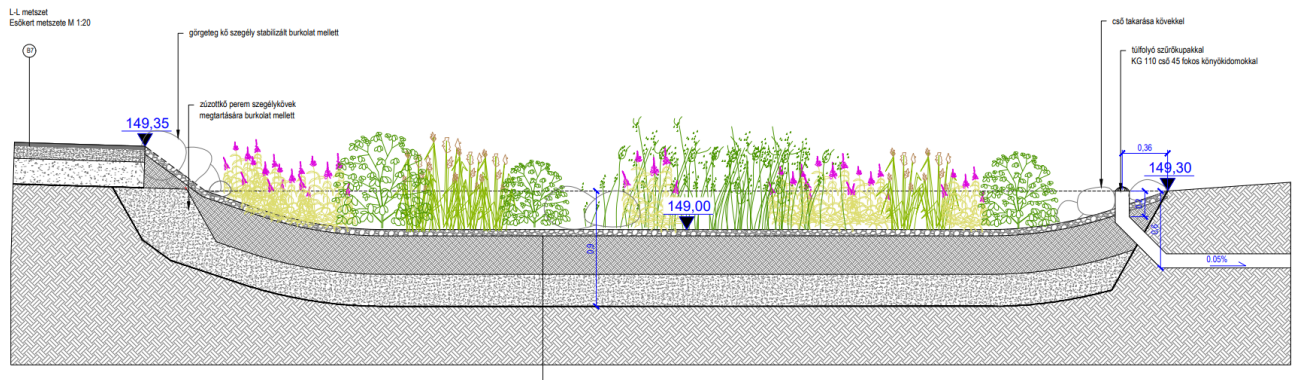 L-L metszet
Esőkert metszete M 1:20
B7
görgeteg kő szegély stabilizált burkolat mellett
zúzottkő perem szegélykövek
megtartására burkolat mellett
cső takarása kövekkel
túlfolyó szűrőkupakkal
KG 110 cső 45 fokos könyökidomokkal
149,35
0,36
149,30
149,00
0,05%